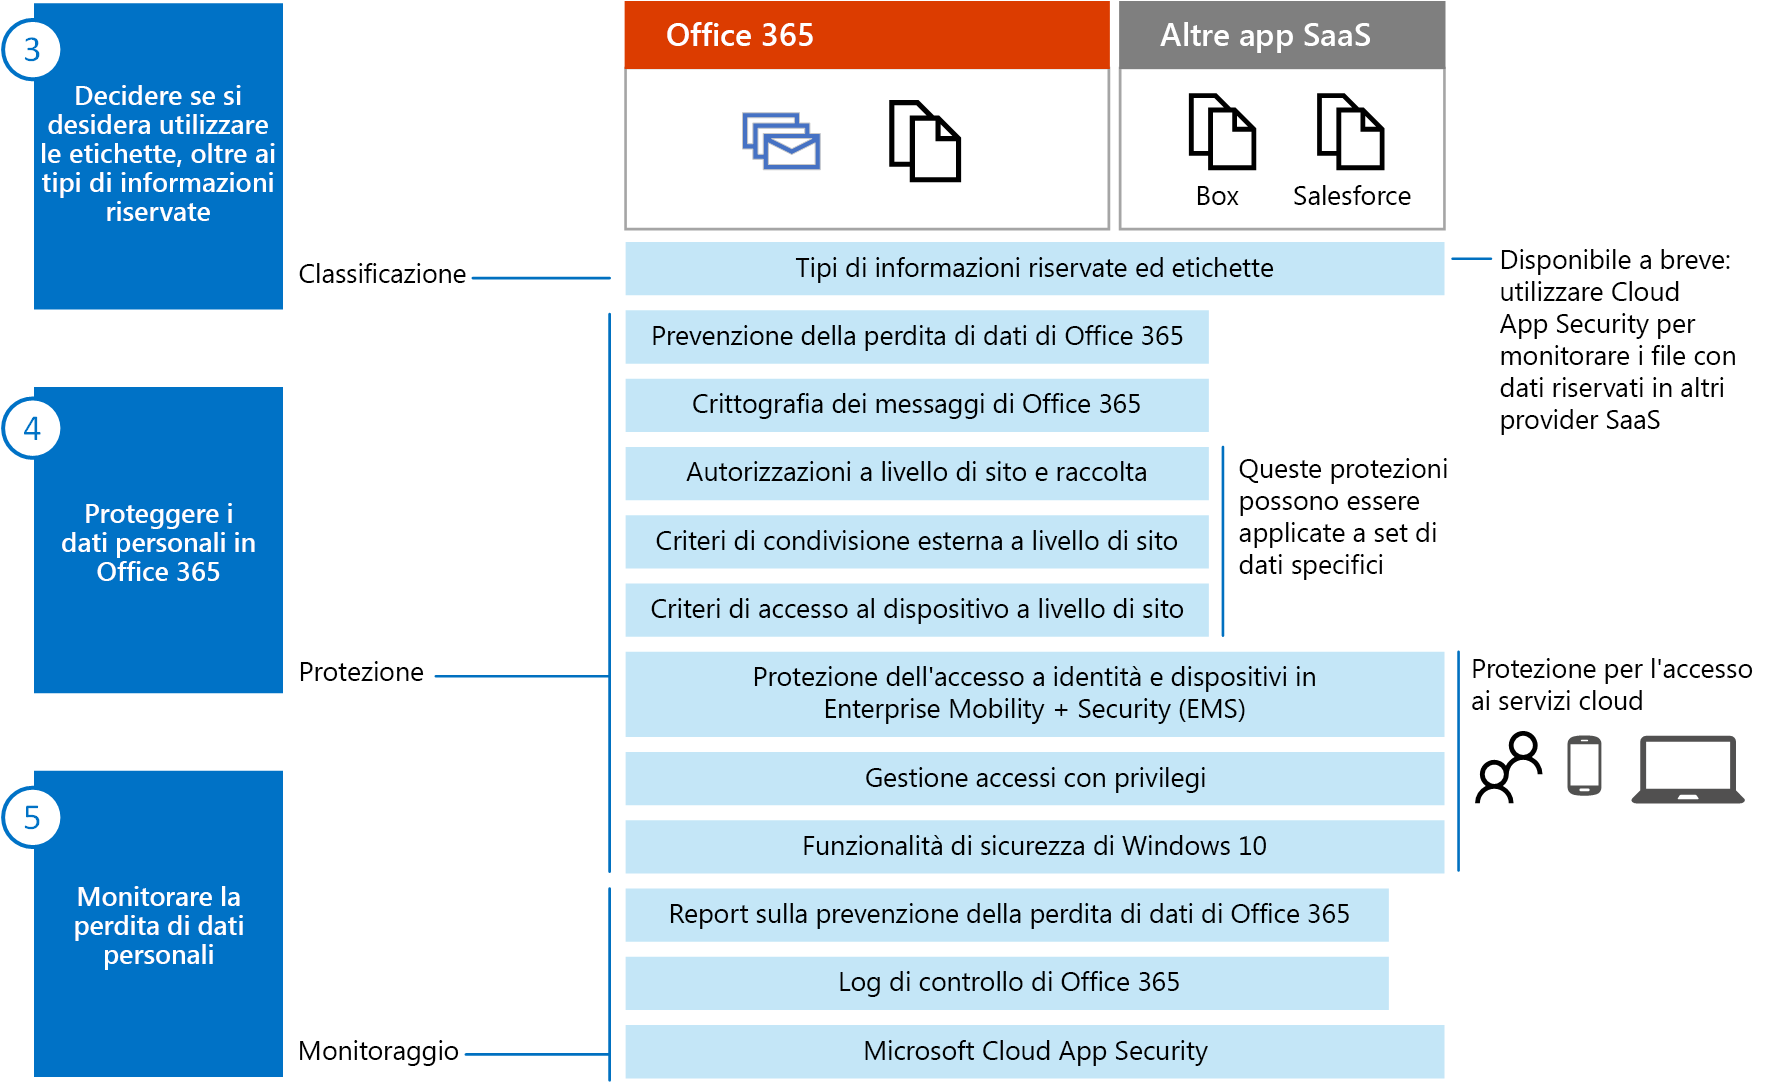 3
Decidere se si
desidera utilizzare
le etichette, oltre ai
tipi di informazioni
riservate
Office 365
Altre app SaaS
Box
Salesforce
Classificazione
Tipi di informazioni riservate ed etichette
Disponibile a breve:
utilizzare Cloud
App Security per
monitorare i file con
dati riservati in altri
provider SaaS
4
Proteggere i
dati personali in
Office 365
Protezione
Prevenzione della perdita di dati di Office 365
Crittografia dei messaggi di Office 365
Autorizzazioni a livello di sito e raccolta
Criteri di condivisione esterna a livello di sito
Criteri di accesso al dispositivo a livello di sito
Queste protezioni
possono essere
applicate a set di
dati specifici
Protezione dell'accesso a identità e dispositivi in
Enterprise Mobility + Security (EMS)
Gestione accessi con privilegi
Funzionalità di sicurezza di Windows 10
Protezione per l'accesso
ai servizi cloud
5
Monitorare la
perdita di dati
personali
Monitoraggio
Report sulla prevenzione della perdita di dati di Office 365
Log di controllo di Office 365
Microsoft Cloud App Security